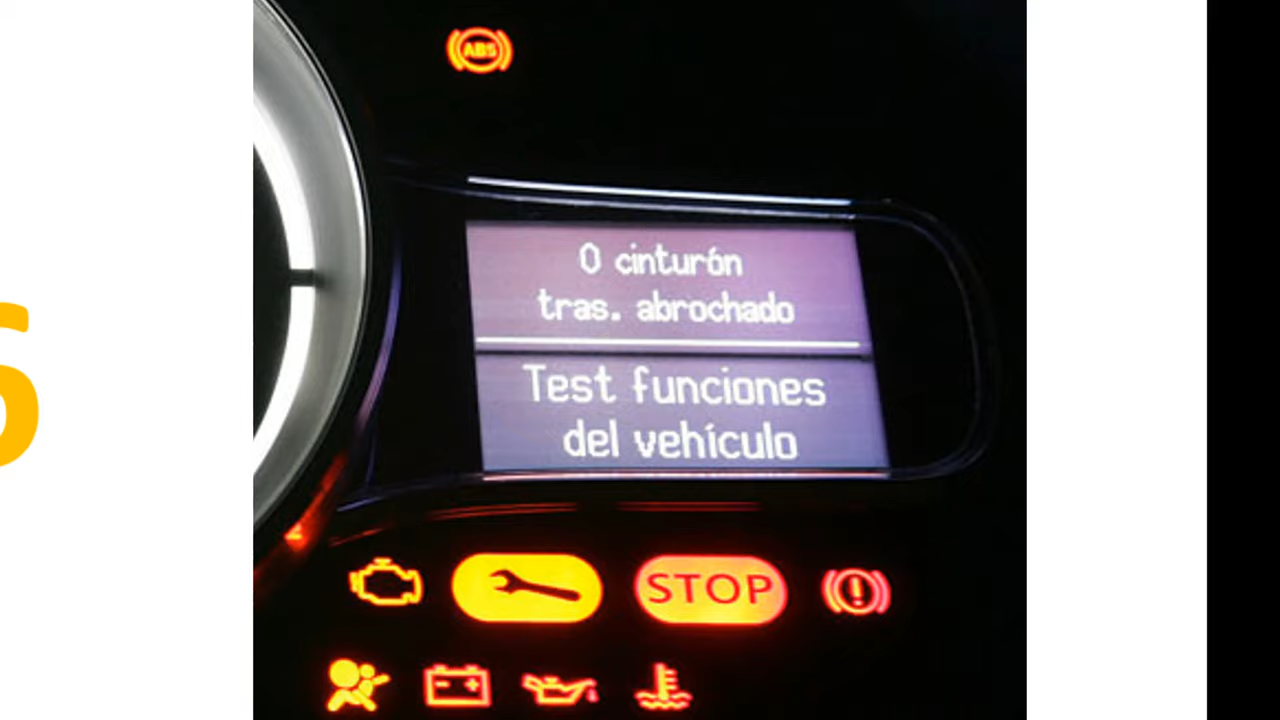 ABS
0 cinturón
tras. abrochado
Test funciones
del vehículo
STOP